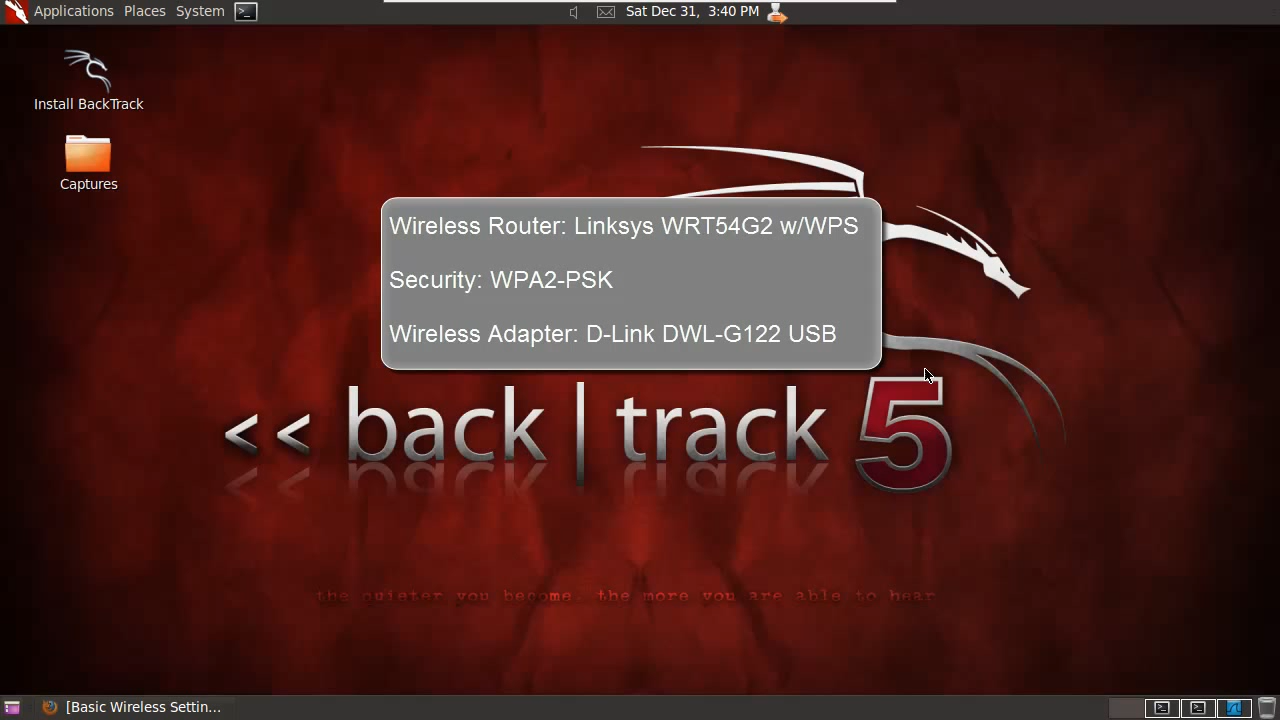 Applications Places System Sat Dec 31, 3:40 PM
Install BackTrack
Captures
Wireless Router: Linksys WRT54G2 w/WPS
Security: WPA2-PSK
Wireless Adapter: D-Link DWL-G122 USB
<< back | track 5
the quieter you become, the more you are able to hear
[Basic Wireless Settin...